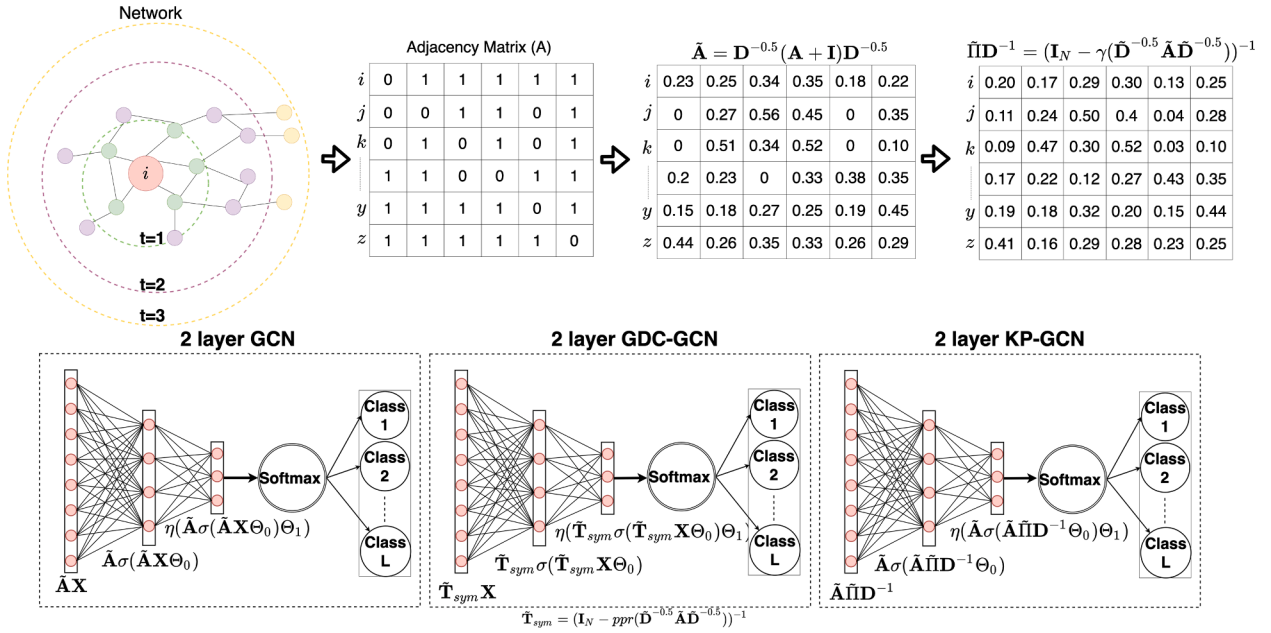 Network
i
t=1
t=2
t=3
Adjacency Matrix (A)
i 0 1 1 1 1 1
j 0 0 1 1 0 1
k 0 1 0 1 0 1
1 1 0 0 1 1
y 1 1 1 1 0 1
z 1 1 1 1 1 0
Ã = D^{-0.5}(A + I)D^{-0.5}
i 0.23 0.25 0.34 0.35 0.18 0.22
j 0 0.27 0.56 0.45 0 0.35
k 0 0.51 0.34 0.52 0 0.10
0.2 0.23 0 0.33 0.38 0.35
y 0.15 0.18 0.27 0.25 0.19 0.45
z 0.44 0.26 0.35 0.33 0.26 0.29
Π̃D^{-1} = (I_N − γ(D̃^{-0.5}ÃD̃^{-0.5}))^{-1}
i 0.20 0.17 0.29 0.30 0.13 0.25
j 0.11 0.24 0.50 0.4 0.04 0.28
k 0.09 0.47 0.30 0.52 0.03 0.10
0.17 0.22 0.12 0.27 0.43 0.35
y 0.19 0.18 0.32 0.20 0.15 0.44
z 0.41 0.16 0.29 0.28 0.23 0.25
2 layer GCN
Class
1
Class
2
Softmax
Class
L
η(Ãσ(ÃXΘ₀)Θ₁)
Ãσ(ÃXΘ₀)
ÃX
2 layer GDC-GCN
Class
1
Class
2
Softmax
Class
L
η(T̃_{sym}σ(T̃_{sym}XΘ₀)Θ₁)
T̃_{sym}σ(T̃_{sym}XΘ₀)
T̃_{sym}X
2 layer KP-GCN
Class
1
Class
2
Softmax
Class
L
η(Ãσ(ÃΠ̃D^{-1}Θ₀)Θ₁)
Ãσ(ÃΠ̃D^{-1}Θ₀)
ÃΠ̃D^{-1}
T̃_{sym} = (I_N − ppr(D̃^{-0.5}ÃD̃^{-0.5}))^{-1}